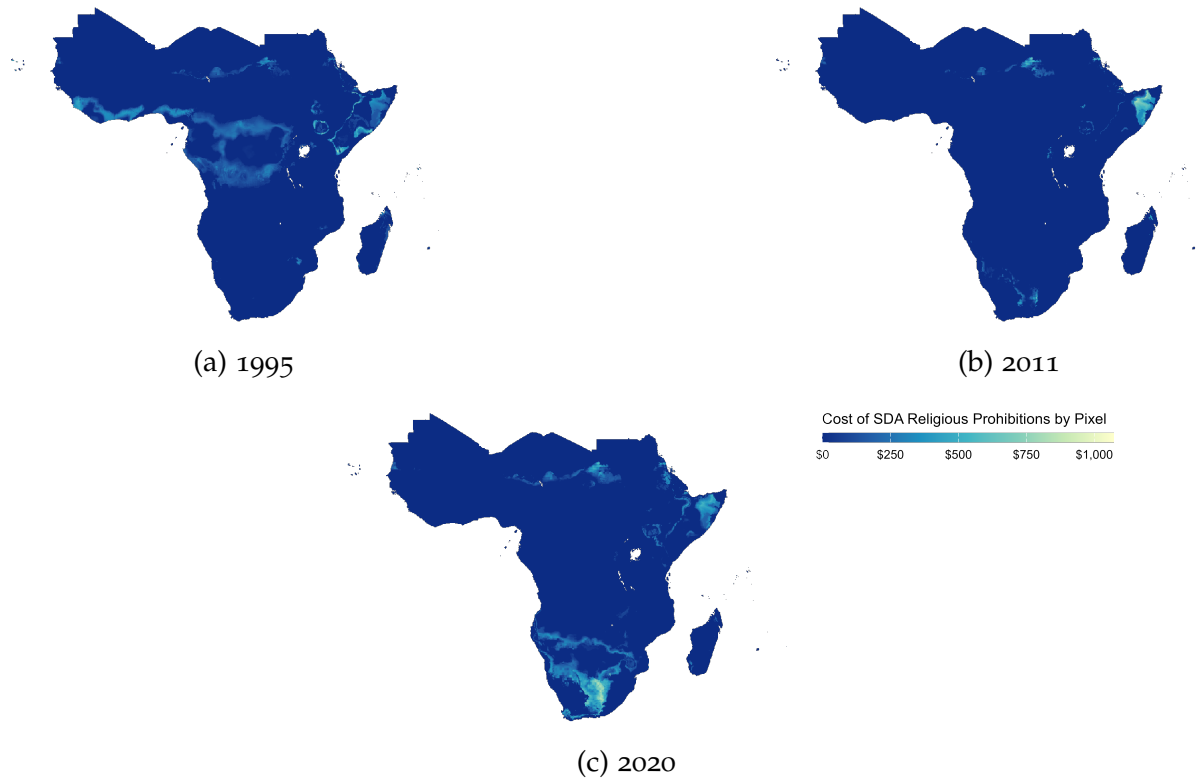 (a) 1995
(b) 2011
Cost of SDA Religious Prohibitions by Pixel
$0 $250 $500 $750 $1,000
(c) 2020